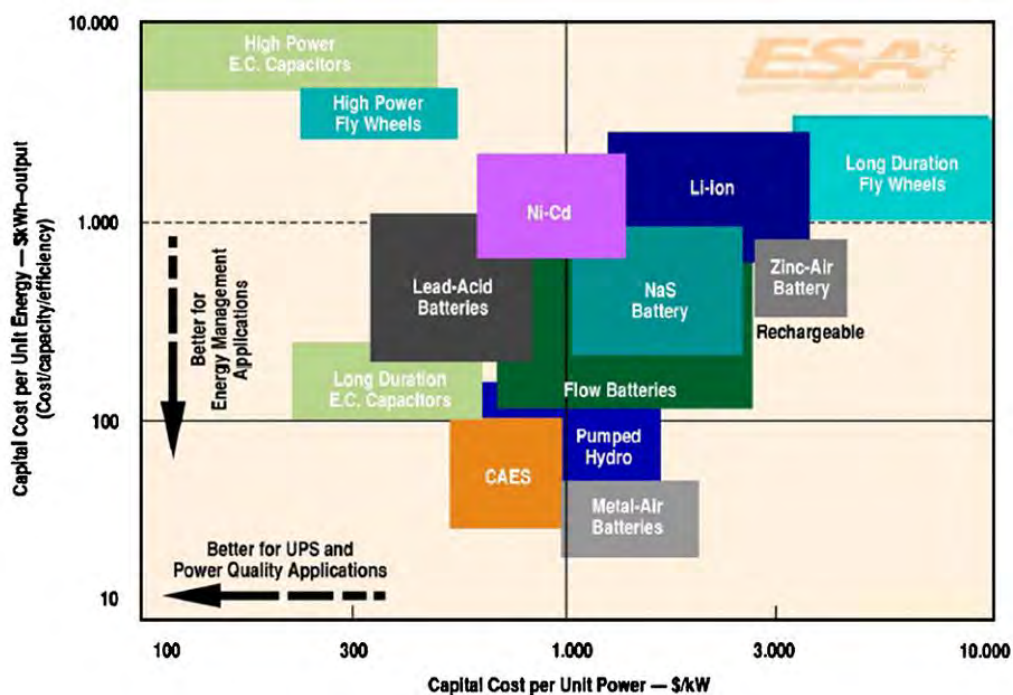 Capital Cost per Unit Energy — $kWh–output
(Cost/capacity/efficiency)
10.000
1.000
100
10
High Power
E.C. Capacitors
High Power
Fly Wheels
ESA
Long Duration
Fly Wheels
Li-Ion
Ni-Cd
Zinc-Air
Battery
Rechargeable
NaS
Battery
Lead-Acid
Batteries
Better for
Energy Management
Applications
Long Duration
E.C. Capacitors
Flow Batteries
Pumped
Hydro
CAES
Metal-Air
Batteries
Better for UPS and
Power Quality Applications
100
300
1.000
3.000
10.000
Capital Cost per Unit Power — $/kW